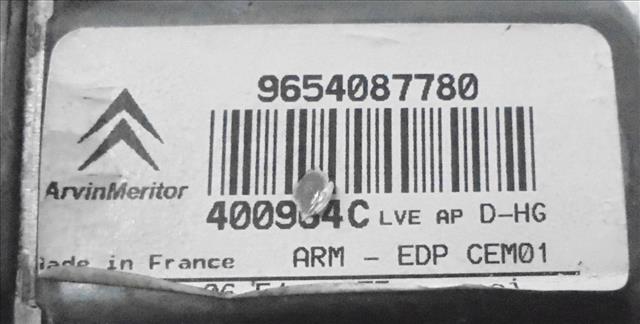 9654087780
ArvinMeritor
LVE AP D-HG
in France
ARM - EDP CEM01